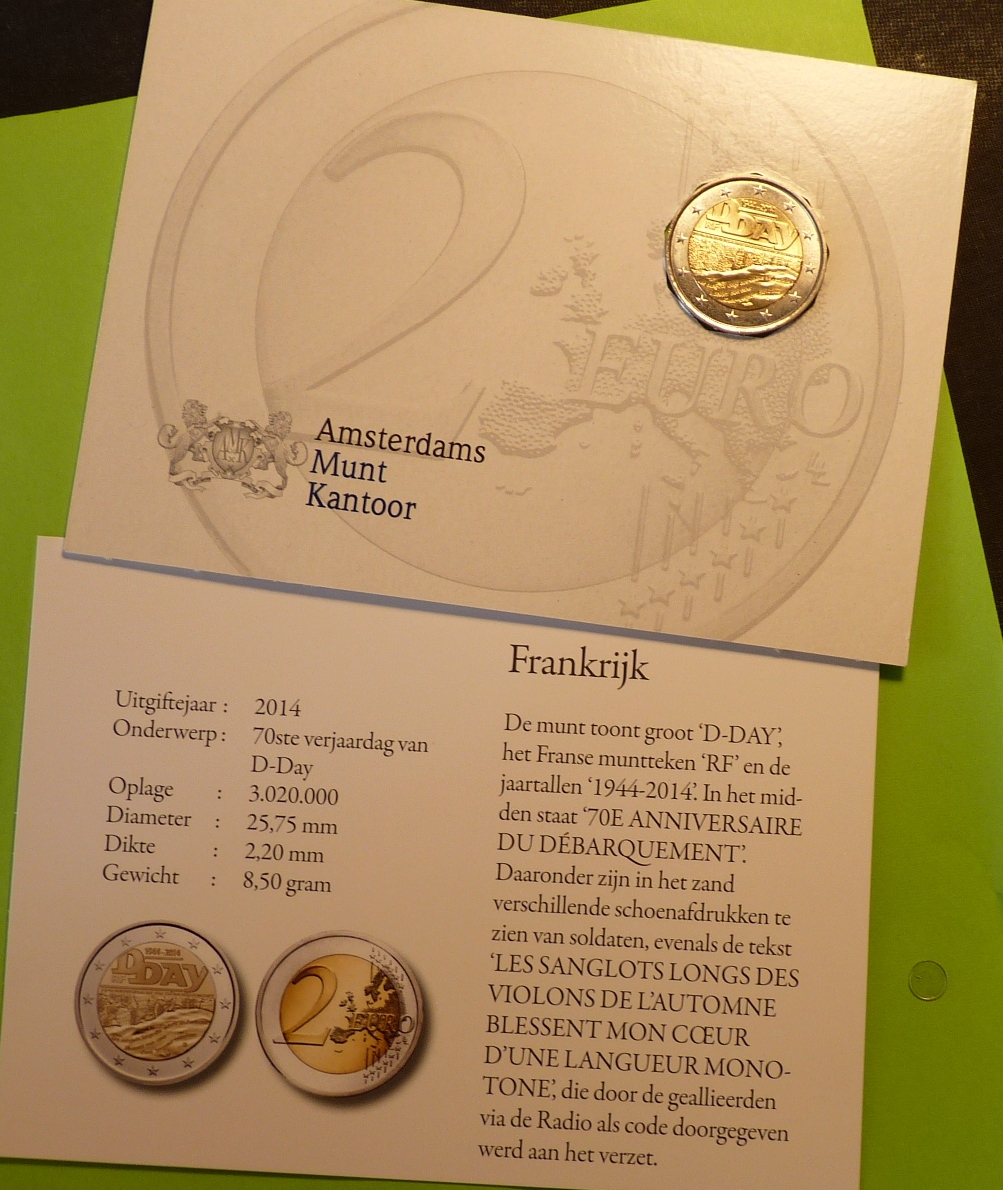 2
EURO
D-DAY
Amsterdams
Munt
Kantoor
Frankrijk
Uitgiftejaar : 2014
Onderwerp : 70ste verjaardag van
D-Day
Oplage : 3.020.000
Diameter : 25,75 mm
Dikte : 2,20 mm
Gewicht : 8,50 gram
De munt toont groot ‘D-DAY’,
het Franse muntteken ‘RF’ en de
jaartallen ‘1944-2014’. In het mid-
den staat ‘70E ANNIVERSAIRE
DU DÉBARQUEMENT’.
Daaronder zijn in het zand
verschillende schoenafdrukken te
zien van soldaten, evenals de tekst
‘LES SANGLOTS LONGS DES
VIOLONS DE L’AUTOMNE
BLESSENT MON CŒUR
D’UNE LANGUEUR MONO-
TONE’, die door de geallieerden
via de Radio als code doorgegeven
werd aan het verzet.
1944-2014
D-DAY
2 EURO